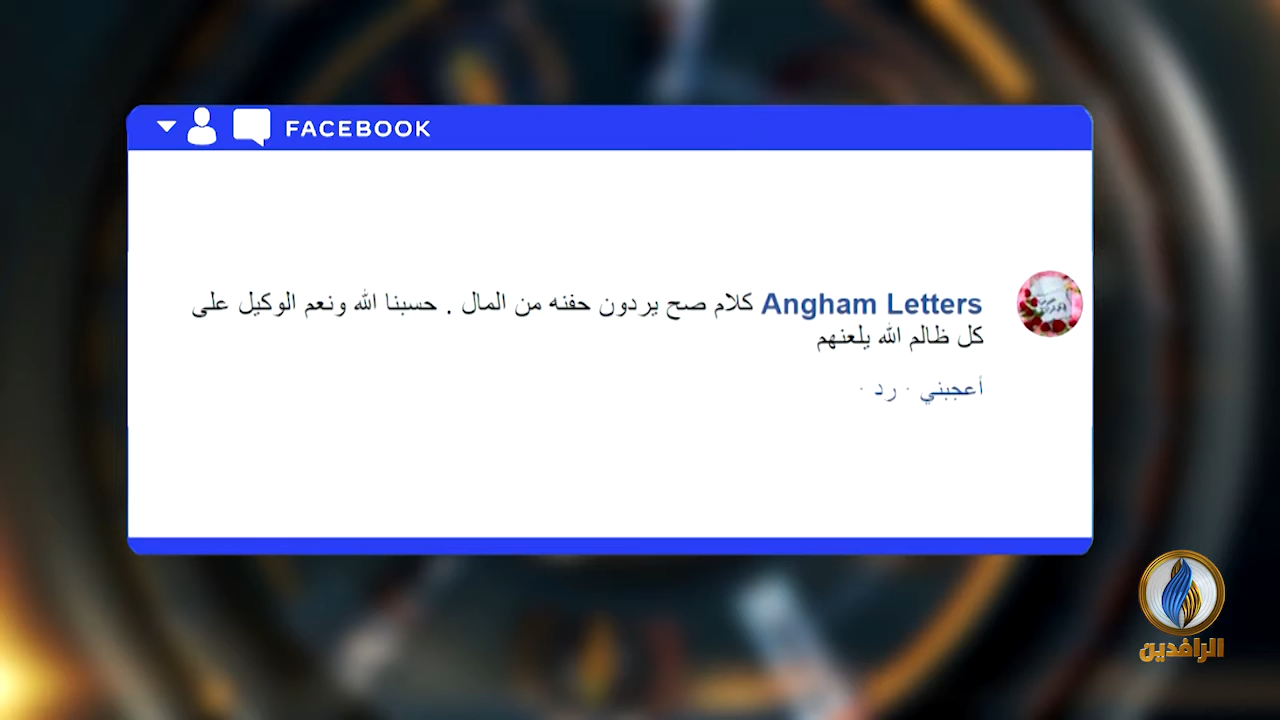 FACEBOOK
Angham Letters كلام صح يردون حفنه من المال . حسبنا الله ونعم الوكيل على
كل ظالم الله يلعنهم
أعجبني · رد ·
الرافدين